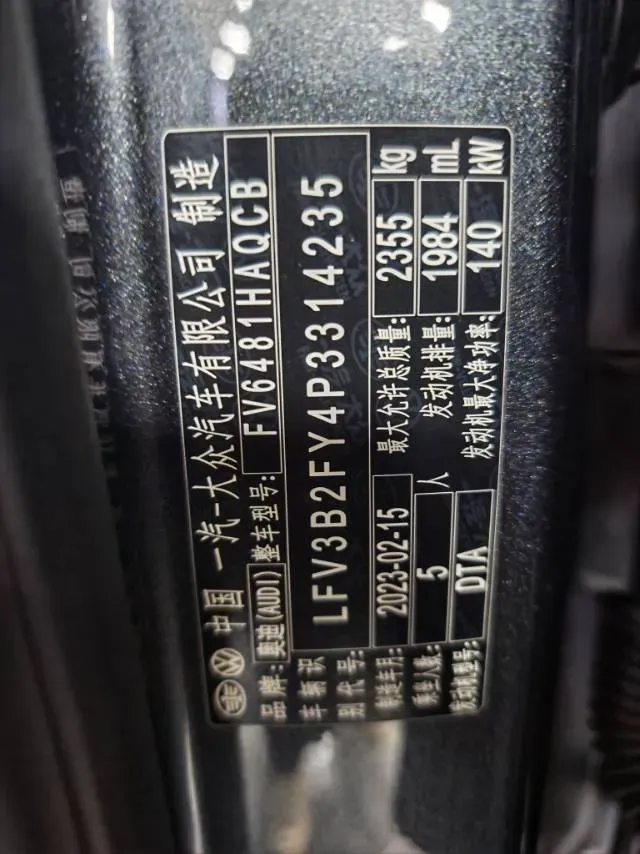 中国 一汽-大众汽车有限公司 制造
品牌: 奥迪(AUDI) 整车型号: FV6481HAQCB
车辆识别代号: LFV3B2FY4P3314235
制造年月: 2023-02-15 最大允许总质量: 2355 kg
乘坐人数: 5 人 发动机排量: 1984 mL
发动机型号: DTA 发动机最大净功率: 140 kW